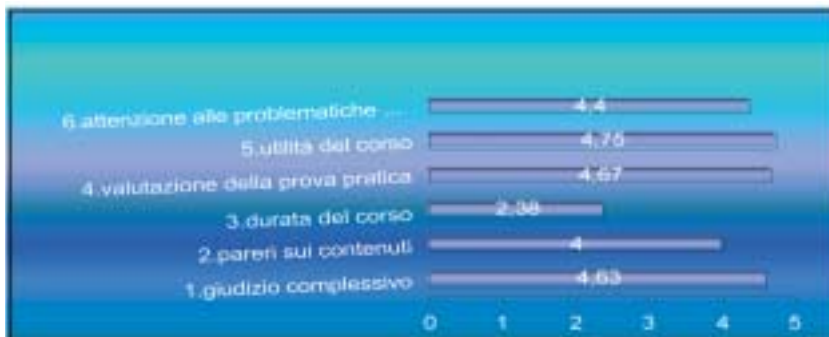 6.attenzione alle problematiche ... 4,4
5.utilità del corso 4,75
4.valutazione della prova pratica 4,67
3.durata del corso 2,38
2.pareri sui contenuti 4
1.giudizio complessivo 4,63
0 1 2 3 4 5